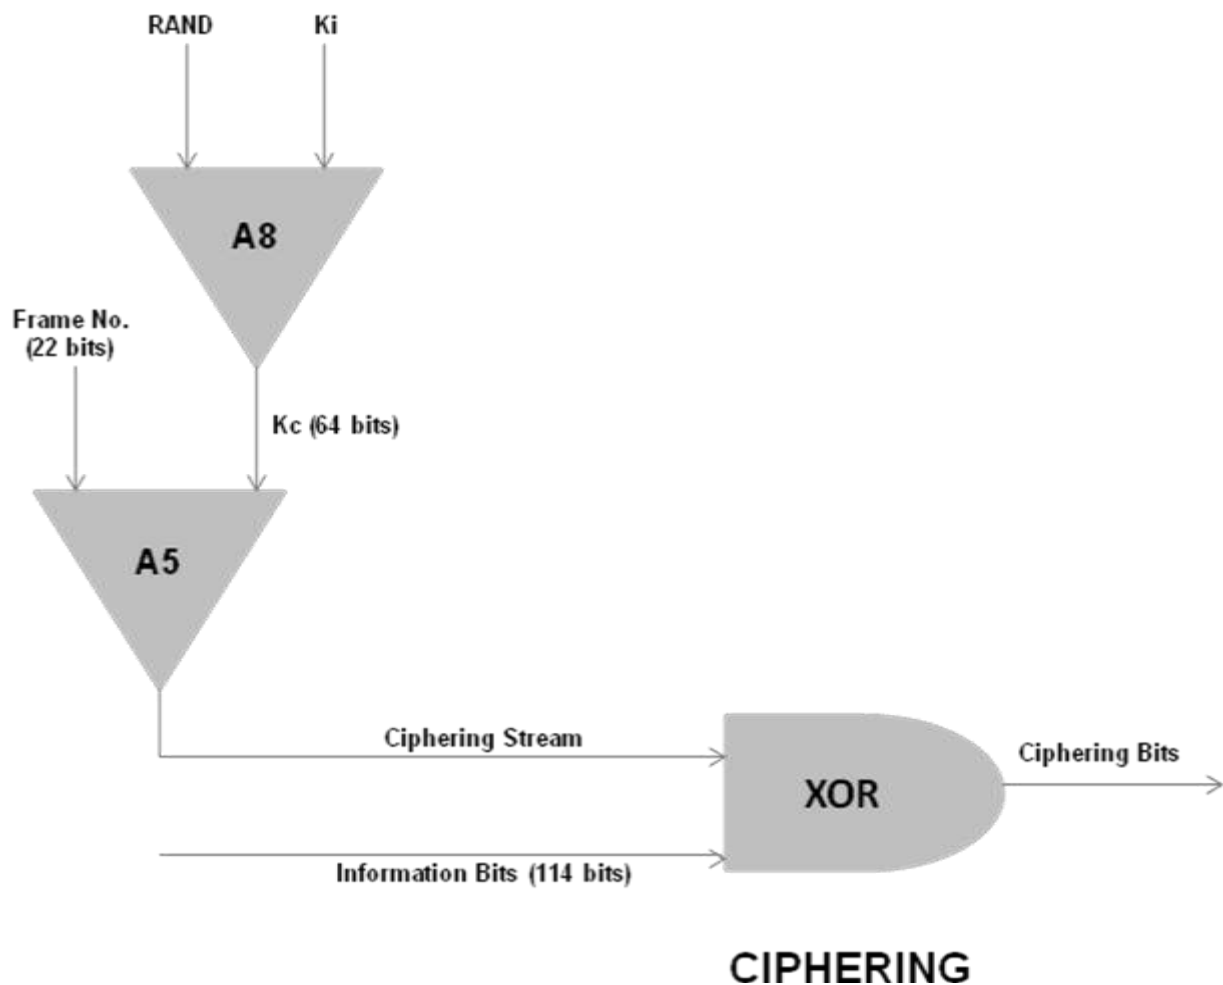 RAND
Ki
A8
Frame No.
(22 bits)
Kc (64 bits)
A5
Ciphering Stream
Ciphering Bits
XOR
Information Bits (114 bits)
CIPHERING